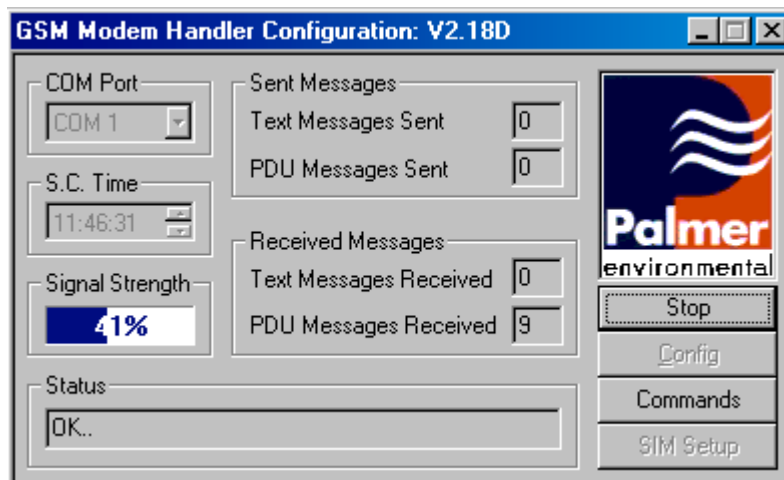 GSM Modem Handler Configuration: V2.18D
COM Port
COM 1
S.C. Time
11:46:31
Signal Strength
41%
Sent Messages
Text Messages Sent 0
PDU Messages Sent 0
Received Messages
Text Messages Received 0
PDU Messages Received 9
Status
OK..
Palmer
environmental
Stop
Config
Commands
SIM Setup